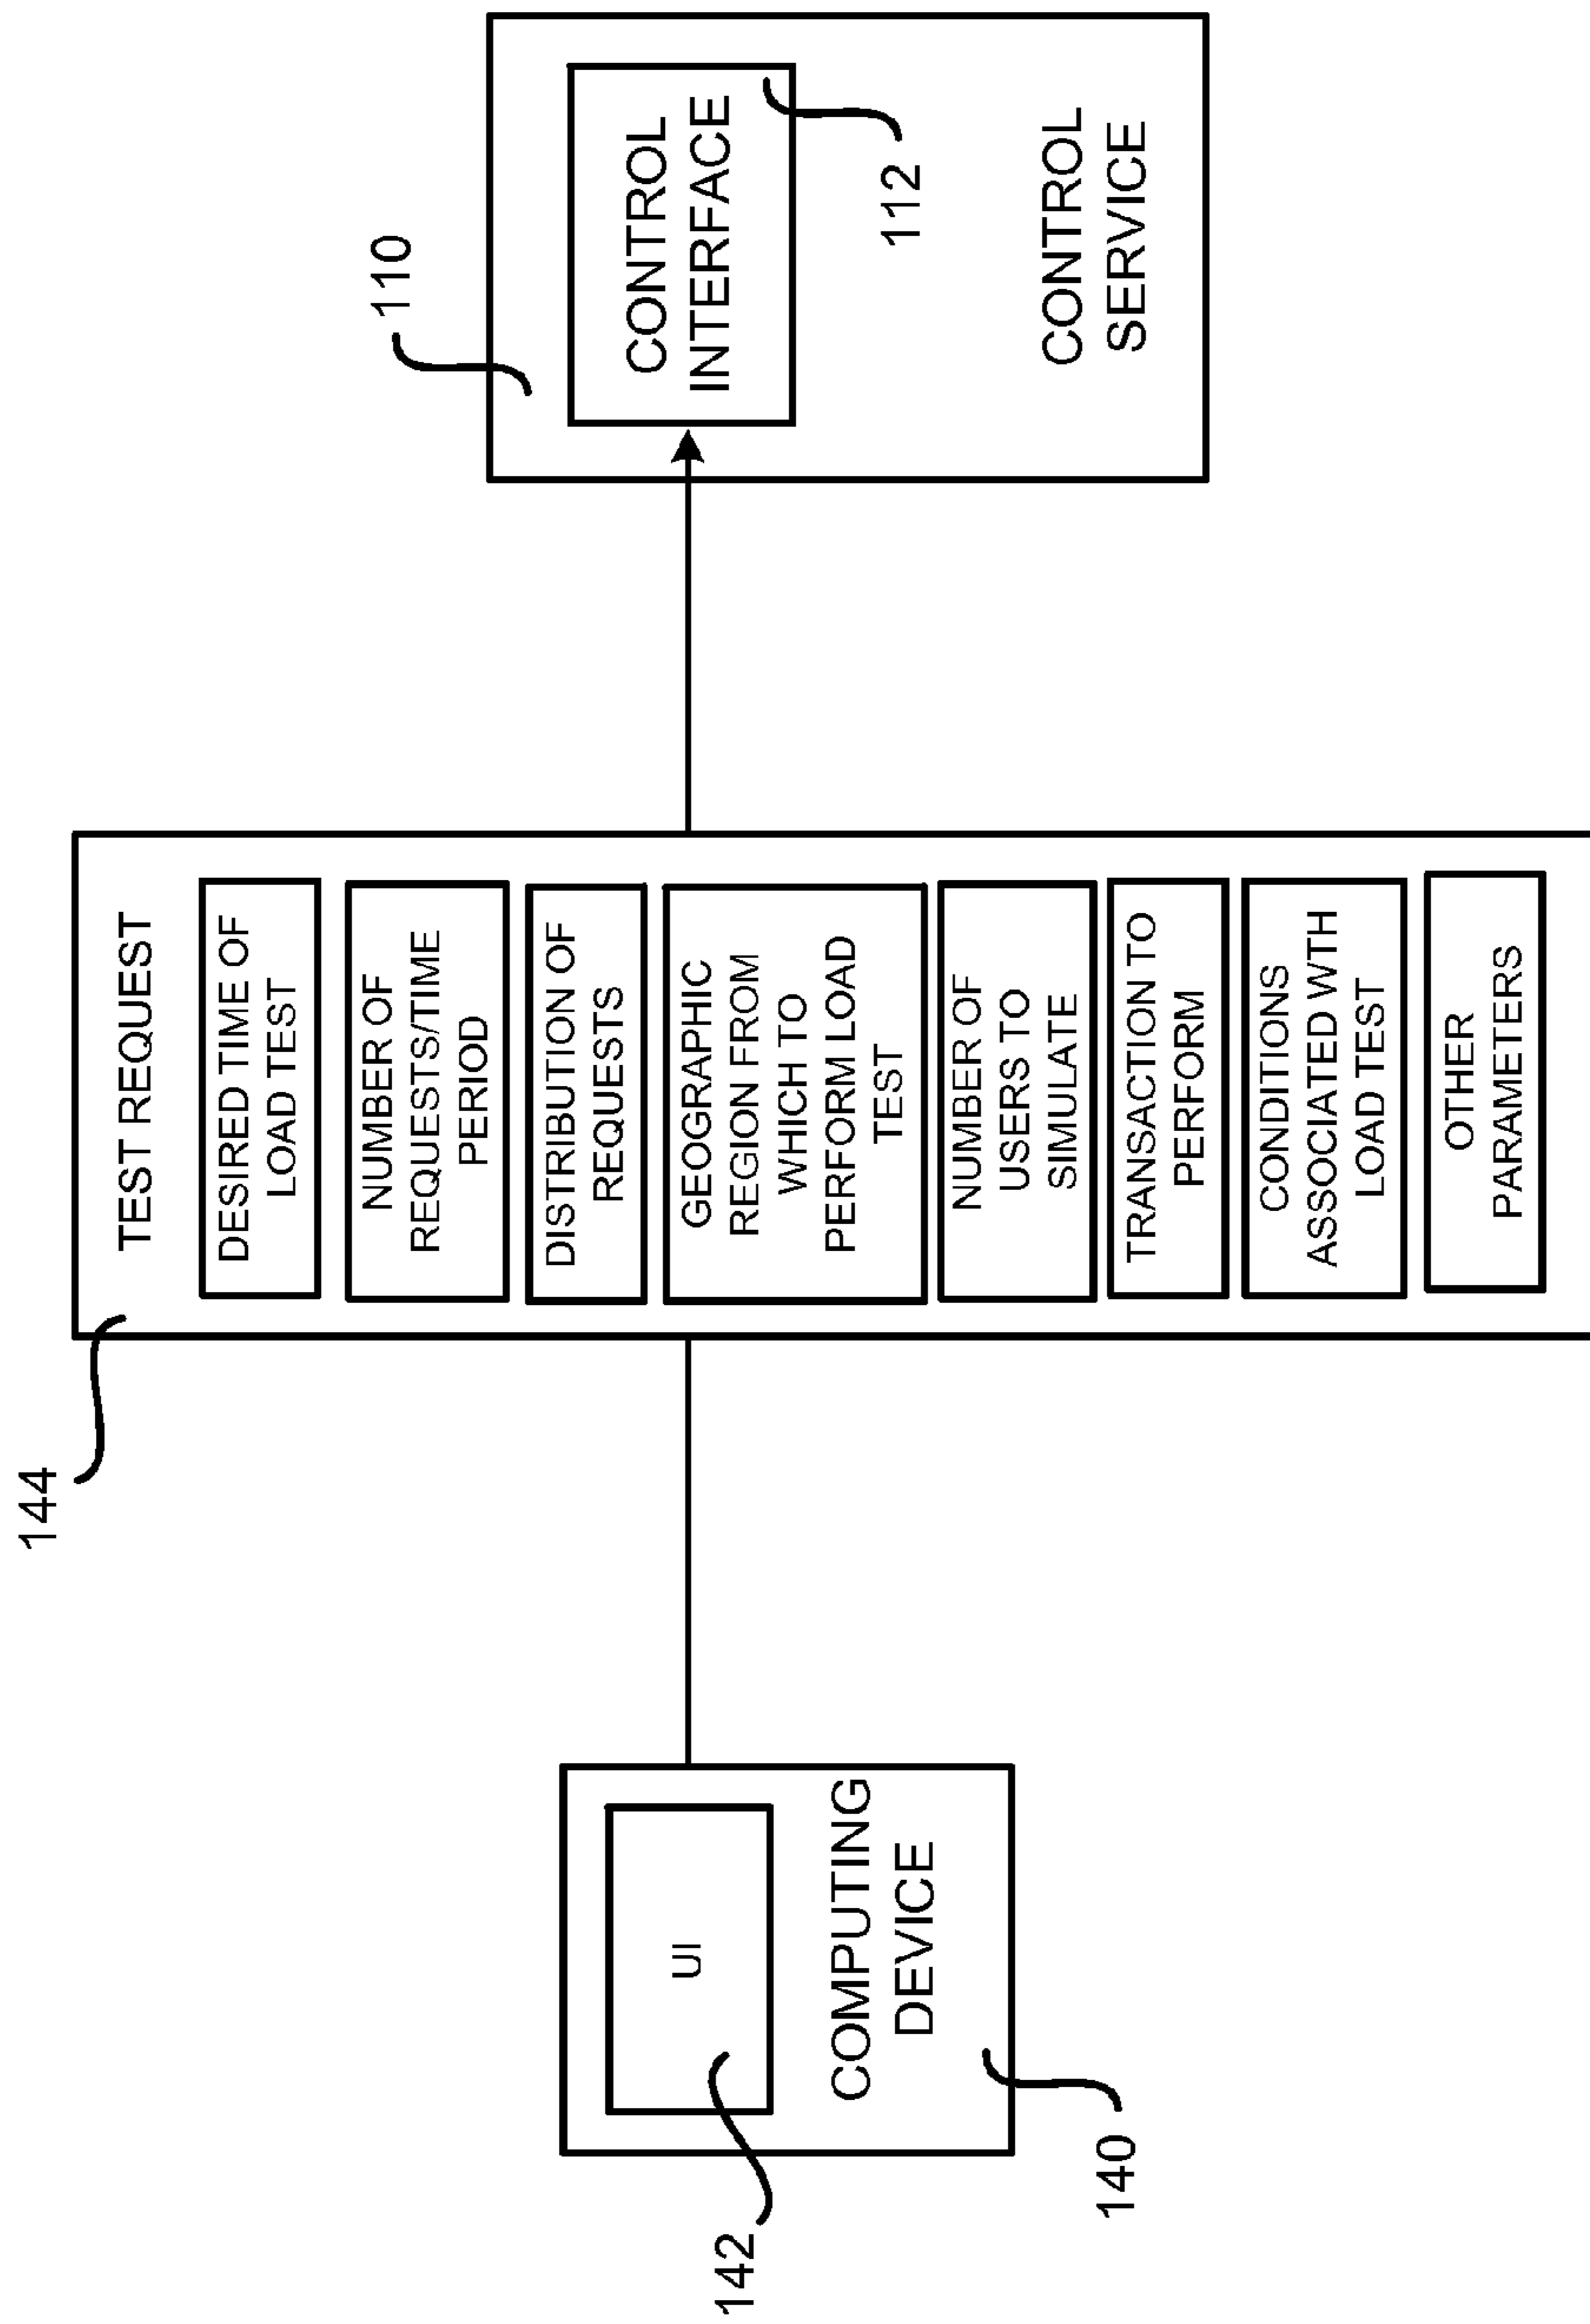 144
TEST REQUEST
DESIRED TIME OF
LOAD TEST
NUMBER OF
REQUESTS/TIME
PERIOD
DISTRIBUTION OF
REQUESTS
GEOGRAPHIC
REGION FROM
WHICH TO
PERFORM LOAD
TEST
NUMBER OF
USERS TO
SIMULATE
TRANSACTION TO
PERFORM
CONDITIONS
ASSOCIATED WTH
LOAD TEST
OTHER
PARAMETERS
UI
142
COMPUTING
DEVICE
140
110
CONTROL
INTERFACE
112
CONTROL
SERVICE